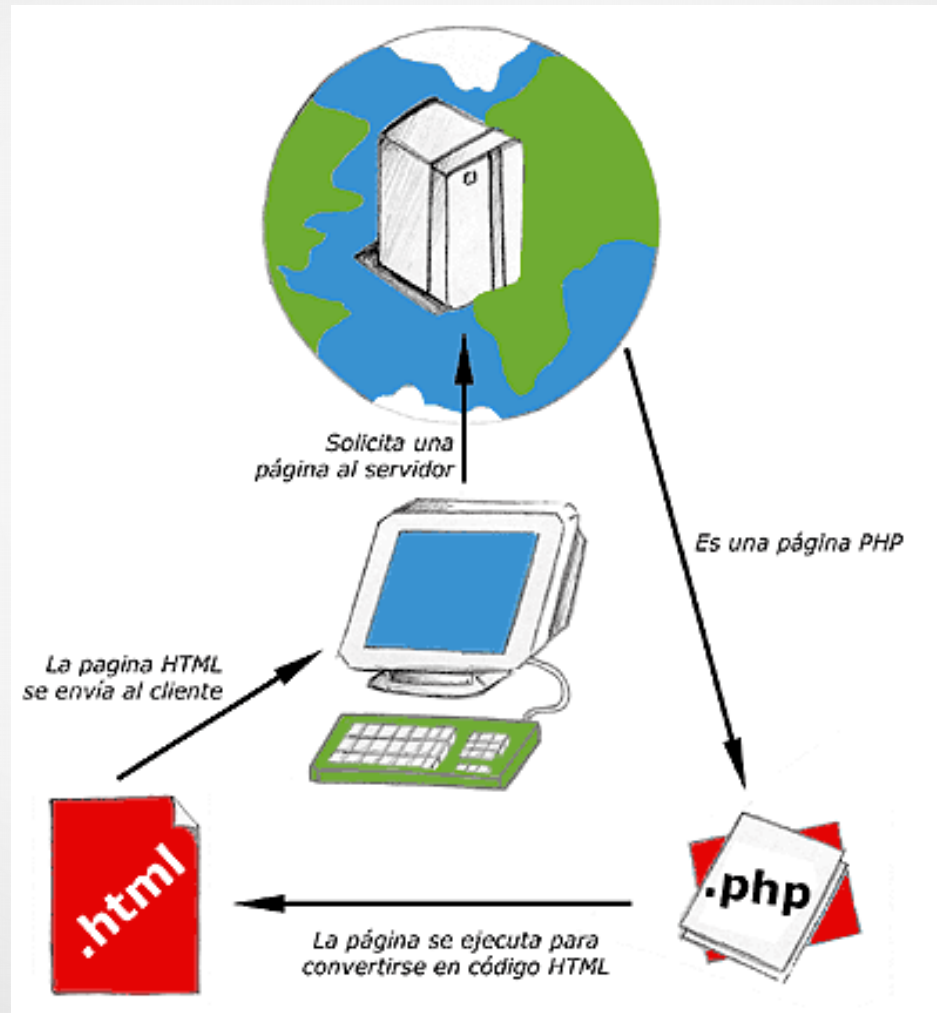 Solicita una
página al servidor
Es una página PHP
La pagina HTML
se envía al cliente
.html
.php
La página se ejecuta para
convertirse en código HTML